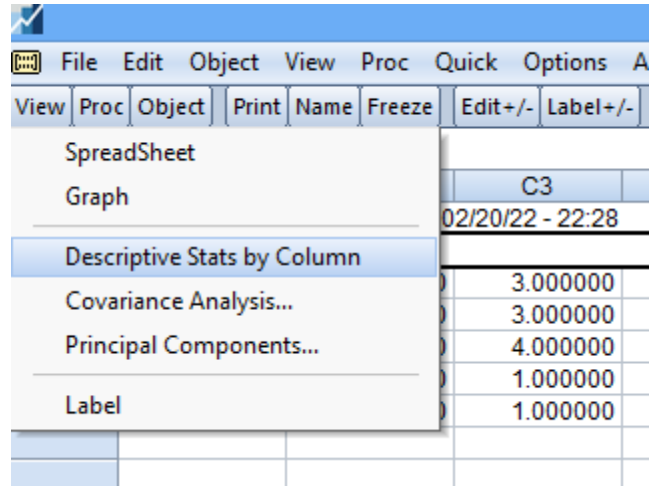 File Edit Object View Proc Quick Options A
View Proc Object Print Name Freeze Edit+/- Label+/-
SpreadSheet
Graph
C3
02/20/22 - 22:28
Descriptive Stats by Column
3.000000
Covariance Analysis...
3.000000
Principal Components...
4.000000
1.000000
Label
1.000000